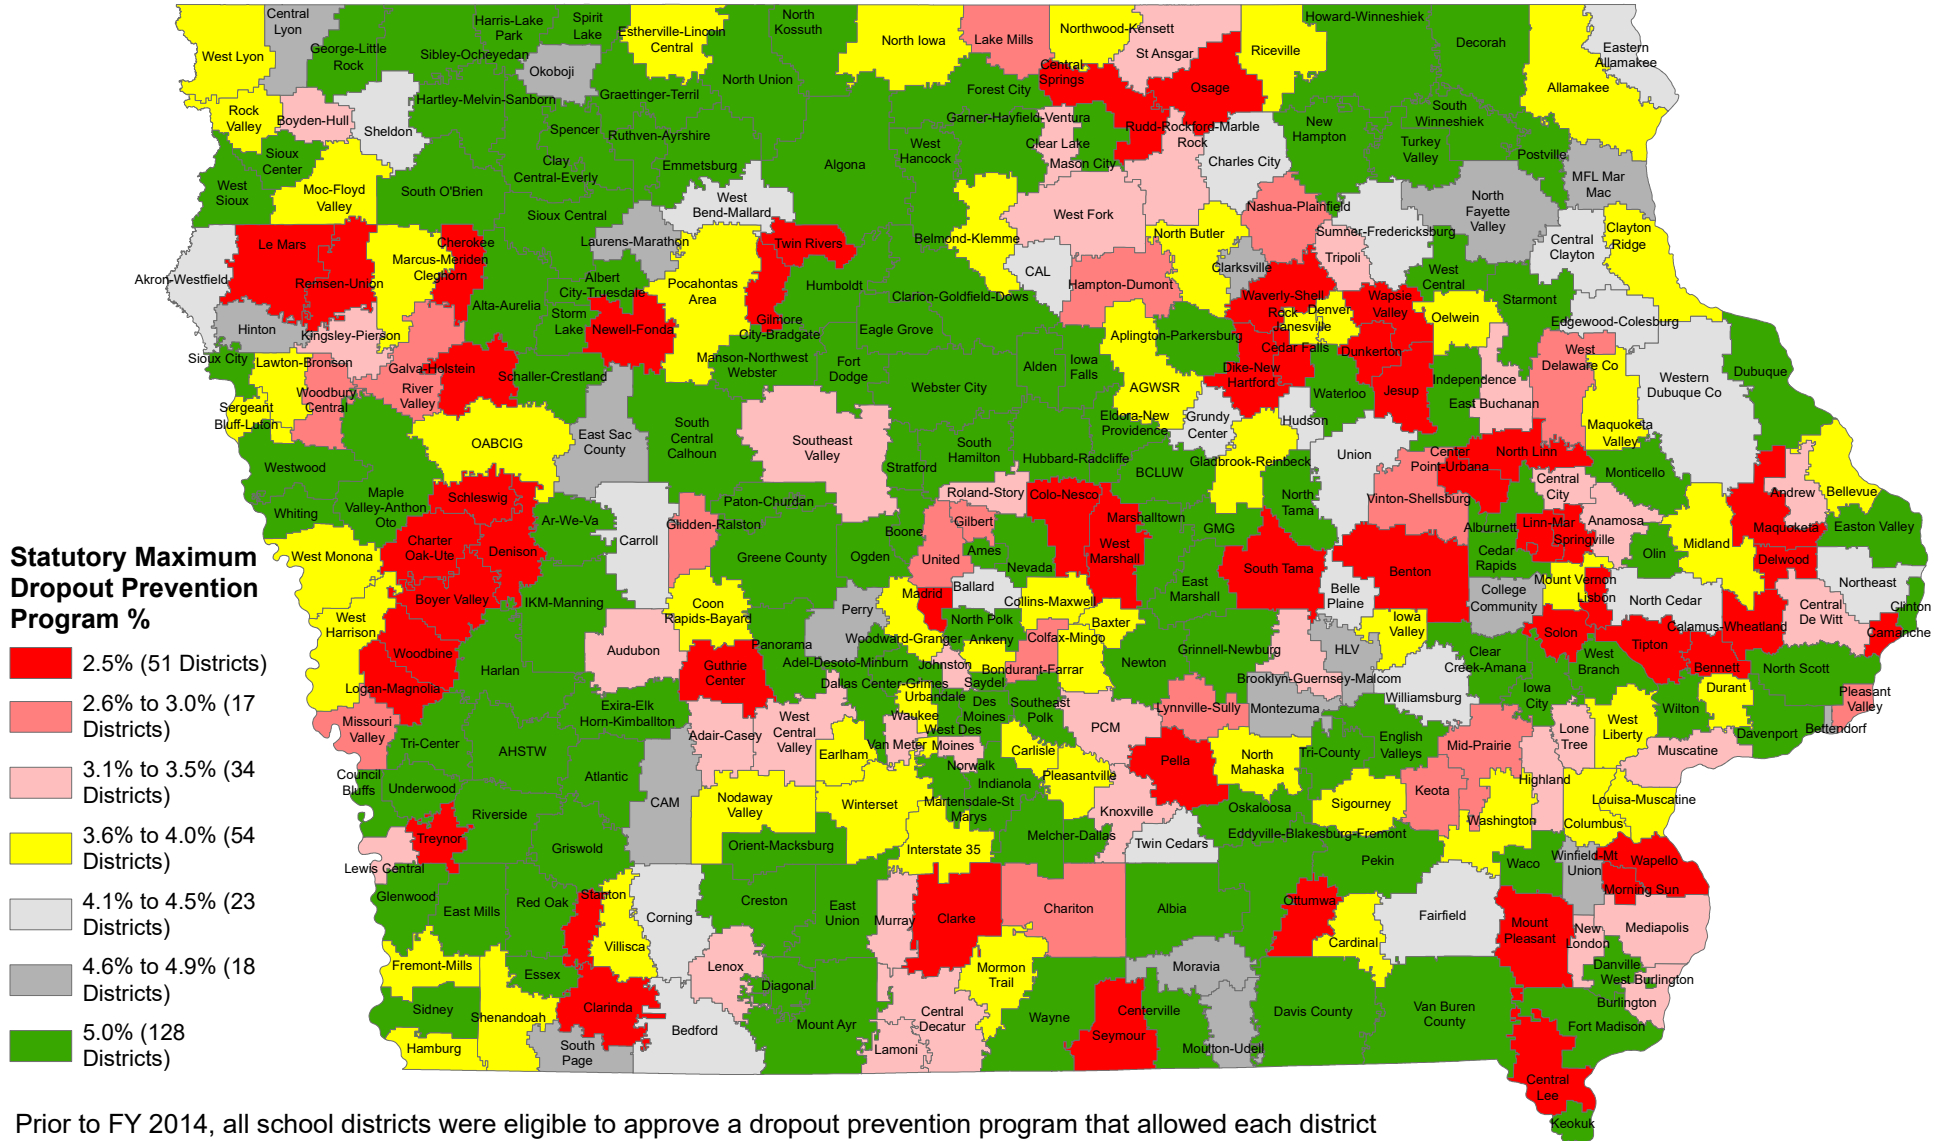 Statutory Maximum
Dropout Prevention
Program %
2.5% (51 Districts)
2.6% to 3.0% (17
Districts)
3.1% to 3.5% (34
Districts)
3.6% to 4.0% (54
Districts)
4.1% to 4.5% (23
Districts)
4.6% to 4.9% (18
Districts)
5.0% (128
Districts)
West Lyon
Central
Lyon
George-Little
Rock
Harris-Lake
Park
Sibley-Ocheyedan
Spirit
Lake
Okoboji
Estherville-Lincoln
Central
North
Kossuth
North Union
North Iowa
Lake Mills
Northwood-Kensett
St Ansgar
Central
Springs
Osage
Riceville
Howard-Winneshiek
Decorah
Allamakee
Eastern
Allamakee
Rock
Valley
Boyden-Hull
Sheldon
Hartley-Melvin-Sanborn
Graettinger-Terril
Spencer
Ruthven-Ayrshire
Forest City
Garner-Hayfield-Ventura
Clear Lake
Mason City
Rudd-Rockford-Marble
Rock
Charles City
New
Hampton
South
Winneshiek
Turkey
Valley
Postville
MFL Mar
Mac
Sioux
Center
West
Sioux
Moc-Floyd
Valley
South O'Brien
Clay
Central-Everly
Emmetsburg
Algona
West
Hancock
West
Bend-Mallard
Sioux Central
West Fork
Nashua-Plainfield
North
Fayette
Valley
Sumner-Fredericksburg
Central
Clayton
Clayton
Ridge
Le Mars
Remsen-Union
Marcus-Meriden
Cleghorn
Cherokee
Laurens-Marathon
Twin Rivers
Belmond-Klemme
CAL
North Butler
Clarksville
Tripoli
West
Central
Akron-Westfield
Hinton
Kingsley-Pierson
Alta-Aurelia
Albert
City-Truesdale
Storm
Lake
Newell-Fonda
Pocahontas
Area
Humboldt
Gilmore
City-Bradgate
Clarion-Goldfield-Dows
Eagle Grove
Hampton-Dumont
Waverly-Shell
Rock
Denver
Janesville
Wapsie
Valley
Oelwein
Starmont
Edgewood-Colesburg
Sioux City
Lawton-Bronson
Woodbury
Central
Sergeant
Bluff-Luton
Galva-Holstein
River
Valley
Schaller-Crestland
Manson-Northwest
Webster
Fort
Dodge
Webster City
Alden
Iowa
Falls
Aplington-Parkersburg
AGWSR
Cedar Falls
Dike-New
Hartford
Dunkerton
Waterloo
Jesup
Independence
East Buchanan
West
Delaware Co
Maquoketa
Valley
Western
Dubuque Co
Dubuque
Westwood
OABCIG
East Sac
County
South
Central
Calhoun
Southeast
Valley
Stratford
South
Hamilton
Hubbard-Radcliffe
Eldora-New
Providence
Grundy
Center
Hudson
BCLUW
Gladbrook-Reinbeck
Union
Center
Point-Urbana
North Linn
Vinton-Shellsburg
Central
City
Monticello
Andrew
Bellevue
Whiting
Maple
Valley-Anthon
Oto
Schleswig
Ar-We-Va
Carroll
Glidden-Ralston
Paton-Churdan
Roland-Story
Gilbert
Colo-Nesco
Marshalltown
West
Marshall
GMG
North
Tama
Alburnett
Linn-Mar
Springville
Anamosa
Olin
Midland
Maquoketa
Easton Valley
West Monona
Charter
Oak-Ute
Denison
Boyer Valley
Greene County
Ogden
Boone
United
Ames
Nevada
East
Marshall
South Tama
Belle
Plaine
Benton
Cedar
Rapids
College
Community
Mount Vernon
Lisbon
North Cedar
Delwood
Northeast
Clinton
West
Harrison
IKM-Manning
Coon
Rapids-Bayard
Perry
Madrid
Ballard
Collins-Maxwell
Baxter
North Polk
Woodward-Granger
Ankeny
Colfax-Mingo
Iowa
Valley
HLV
Solon
Tipton
Calamus-Wheatland
Central
De Witt
Camanche
Woodbine
Logan-Magnolia
Harlan
Audubon
Guthrie
Center
Panorama
Adel-Desoto-Minburn
Johnston
Bondurant-Farrar
Saydel
Newton
Grinnell-Newburg
Brooklyn-Guernsey-Malcom
Montezuma
Williamsburg
Clear
Creek-Amana
Iowa
City
West
Branch
Bennett
North Scott
Missouri
Valley
Tri-Center
Exira-Elk
Horn-Kimballton
AHSTW
Dallas Center-Grimes
Urbandale
Waukee
West Des
Moines
Des
Moines
Southeast
Polk
PCM
Lynnville-Sully
Adair-Casey
West
Central
Valley
Earlham
Van Meter
Norwalk
Carlisle
Pella
North
Mahaska
Tri-County
English
Valleys
Mid-Prairie
Lone
Tree
West
Liberty
Wilton
Durant
Davenport
Bettendorf
Pleasant
Valley
Muscatine
Council
Bluffs
Underwood
Atlantic
CAM
Riverside
Treynor
Griswold
Nodaway
Valley
Winterset
Indianola
Martensdale-St
Marys
Pleasantville
Knoxville
Oskaloosa
Sigourney
Keota
Highland
Washington
Louisa-Muscatine
Columbus
Lewis Central
Orient-Macksburg
Interstate 35
Melcher-Dallas
Twin Cedars
Eddyville-Blakesburg-Fremont
Pekin
Waco
Winfield-Mt
Union
Wapello
Morning Sun
Glenwood
East Mills
Red Oak
Stanton
Villisca
Corning
Creston
East
Union
Murray
Clarke
Chariton
Albia
Ottumwa
Cardinal
Fairfield
Mount
Pleasant
New
London
Mediapolis
Danville
West Burlington
Burlington
Fremont-Mills
Essex
Sidney
Shenandoah
Hamburg
Clarinda
South
Page
Bedford
Lenox
Diagonal
Mount Ayr
Central
Decatur
Lamoni
Mormon
Trail
Wayne
Seymour
Centerville
Moravia
Moulton-Udell
Davis County
Van Buren
County
Fort Madison
Central
Lee
Keokuk
Prior to FY 2014, all school districts were eligible to approve a dropout prevention program that allowed each district